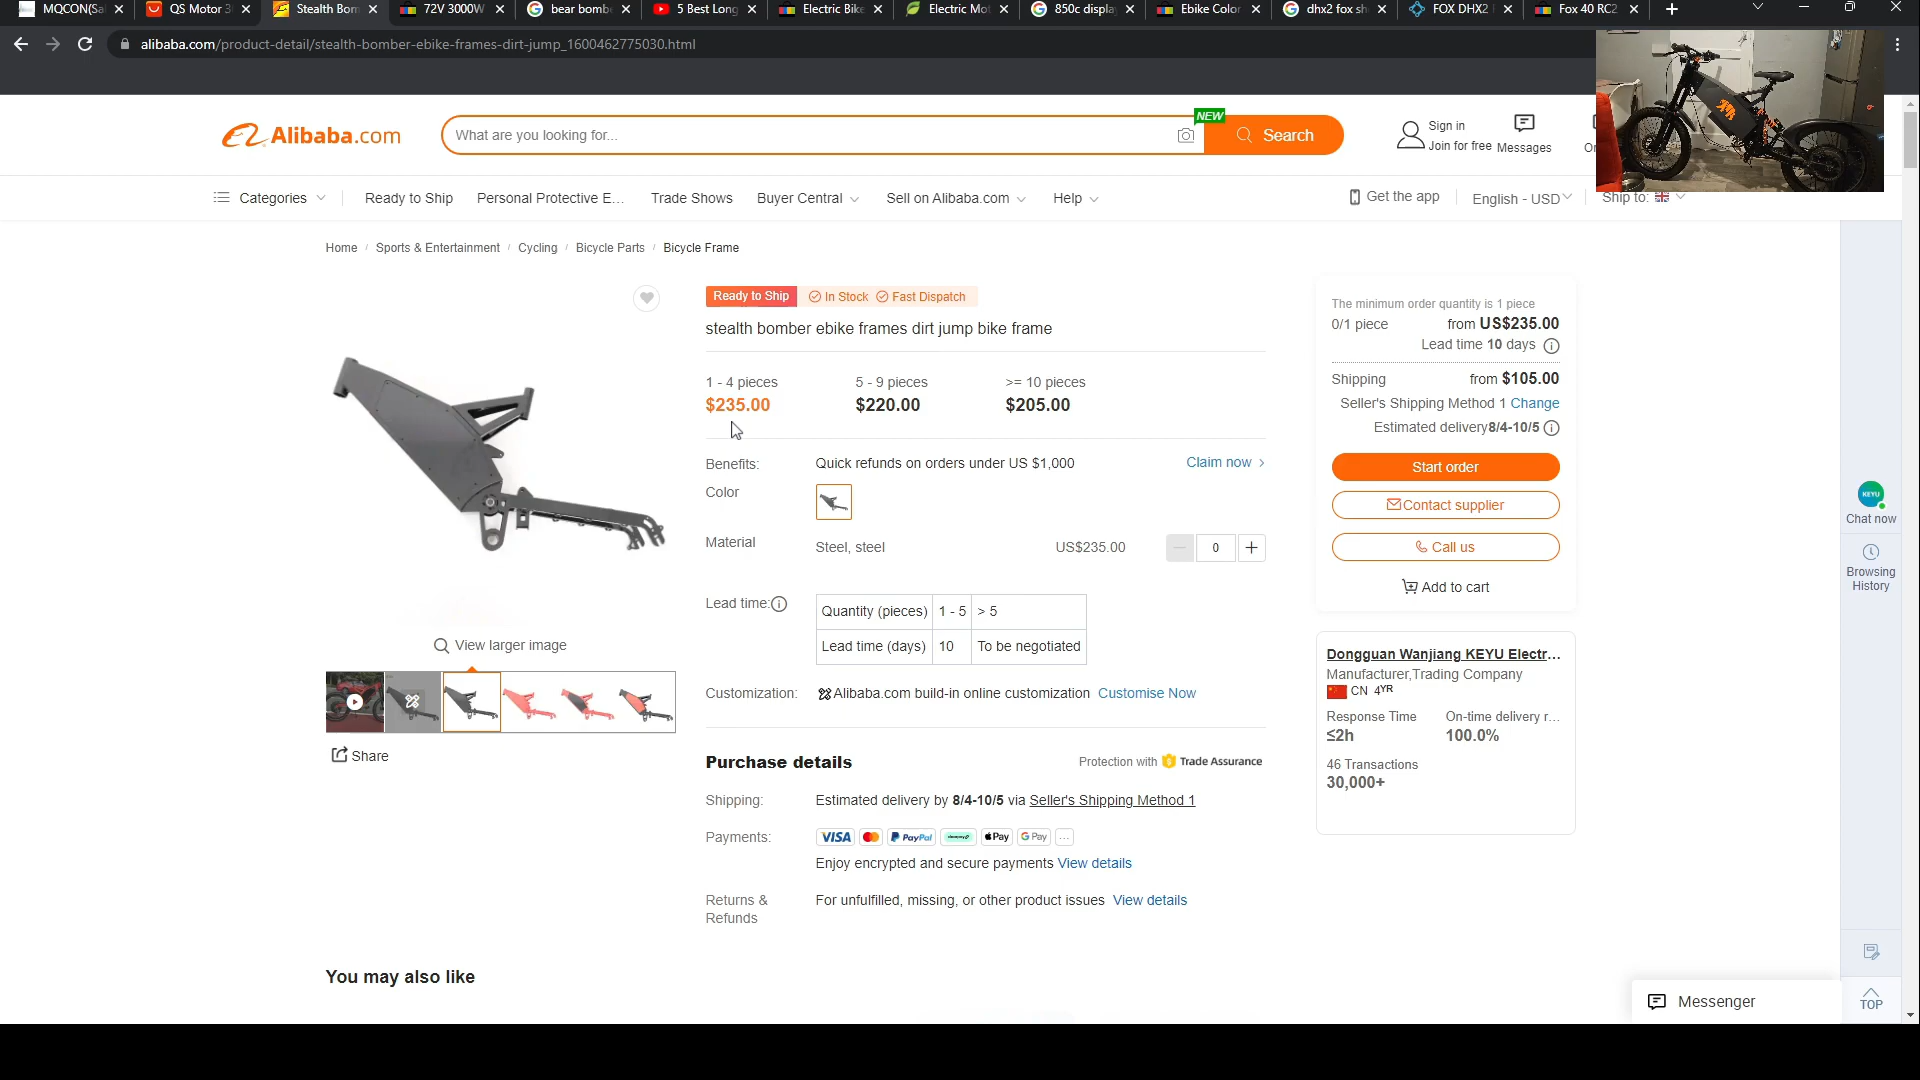 MQCON(Sa
QS Motor 3
Stealth Bom
72V 3000W
bear bombe
5 Best Long
Electric Bike
Electric Mot
850c display
Ebike Color
dhx2 fox sh
FOX DHX2
Fox 40 RC2
alibaba.com/product-detail/stealth-bomber-ebike-frames-dirt-jump_1600462775030.html
Alibaba.com
What are you looking for...
NEW
Search
Sign in
Join for free
Messages
Categories
Ready to Ship
Personal Protective E...
Trade Shows
Buyer Central
Sell on Alibaba.com
Help
Get the app
English - USD
Ship to:
Home / Sports & Entertainment / Cycling / Bicycle Parts / Bicycle Frame
Ready to Ship
In Stock
Fast Dispatch
stealth bomber ebike frames dirt jump bike frame
1 - 4 pieces
5 - 9 pieces
>= 10 pieces
$235.00
$220.00
$205.00
Benefits:
Quick refunds on orders under US $1,000
Claim now >
Color
Material
Steel, steel
US$235.00
0
Lead time:
Quantity (pieces) 1 - 5 > 5
Lead time (days) 10 To be negotiated
Customization:
Alibaba.com build-in online customization Customise Now
View larger image
Share
Purchase details
Protection with Trade Assurance
Shipping:
Estimated delivery by 8/4-10/5 via Seller's Shipping Method 1
Payments:
VISA
PayPal
Pay
G Pay
...
Enjoy encrypted and secure payments View details
Returns &
Refunds
For unfulfilled, missing, or other product issues View details
The minimum order quantity is 1 piece
0/1 piece
from US$235.00
Lead time 10 days
Shipping
from $105.00
Seller's Shipping Method 1 Change
Estimated delivery8/4-10/5
Start order
Contact supplier
Call us
Add to cart
Dongguan Wanjiang KEYU Electr...
Manufacturer,Trading Company
CN 4YR
Response Time
On-time delivery r...
≤2h
100.0%
46 Transactions
30,000+
KEYU
Chat now
Browsing
History
You may also like
Messenger
TOP